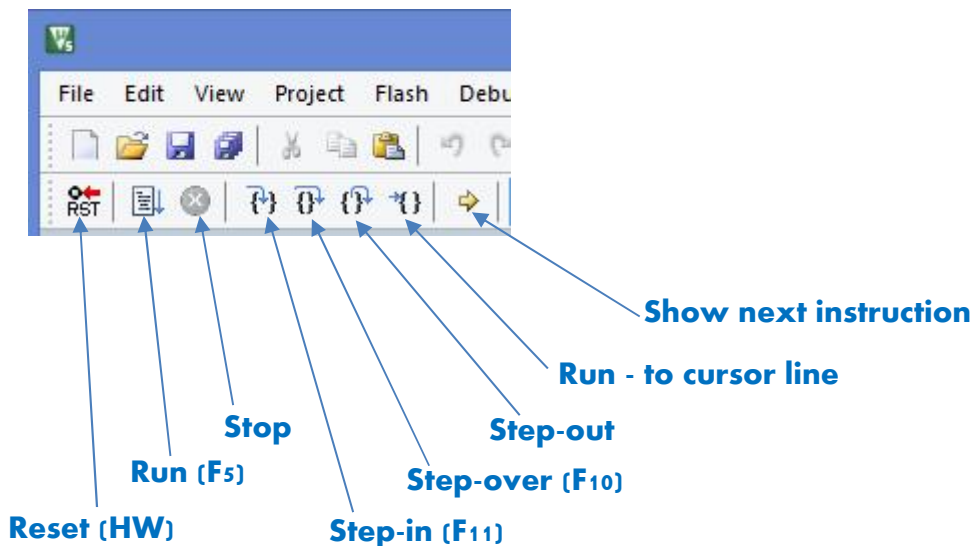 File Edit View Project Flash Debu
RST
Show next instruction
Run - to cursor line
Stop
Step-out
Run (F5)
Step-over (F10)
Reset (HW)
Step-in (F11)